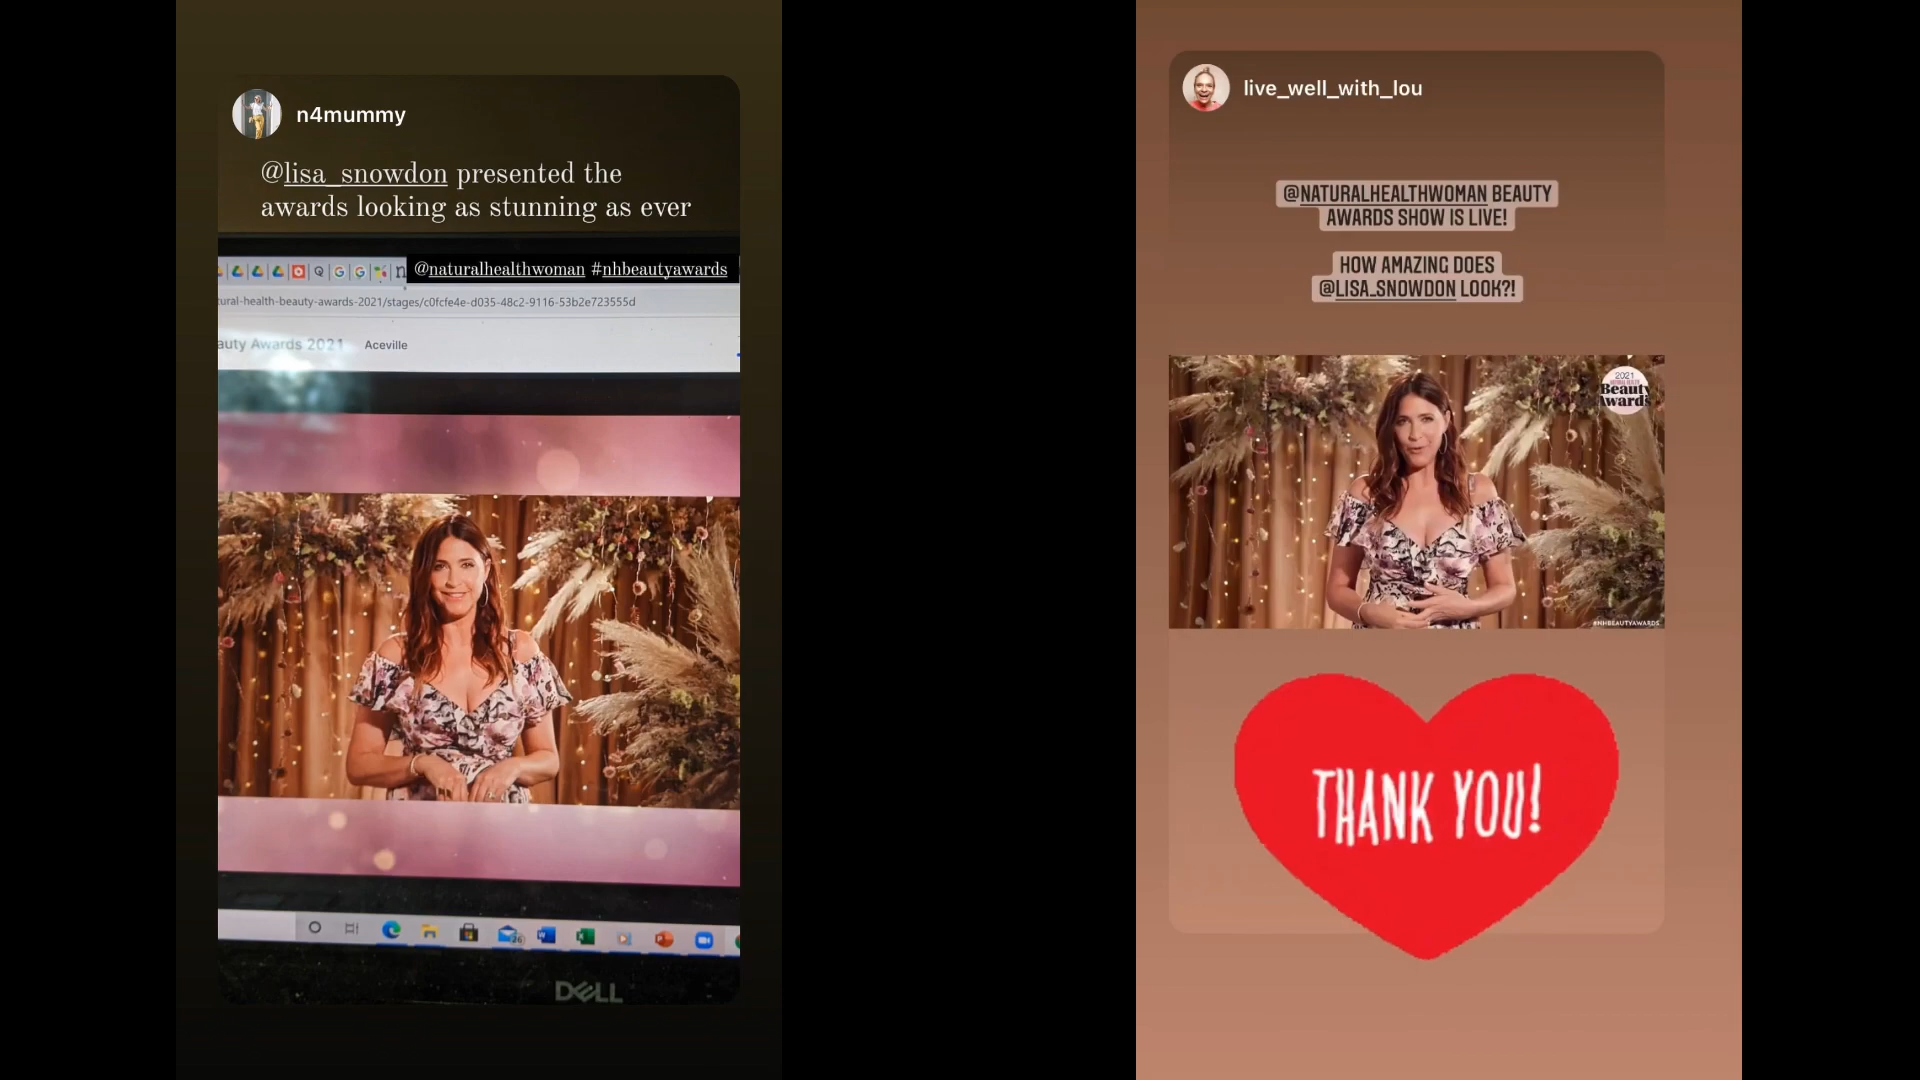 n4mummy
@lisa_snowdon presented the
awards looking as stunning as ever
@naturalhealthwoman #nhbeautyawards
tural-health-beauty-awards-2021/stages/c0fcfe4e-d035-48c2-9116-53b2e723555d
auty Awards 2021 Aceville
26
DELL
live_well_with_lou
@NATURALHEALTHWOMAN BEAUTY
AWARDS SHOW IS LIVE!
HOW AMAZING DOES
@LISA_SNOWDON LOOK?!
2021
Beauty
Awards
#NHBEAUTYAWARDS
THANK YOU!